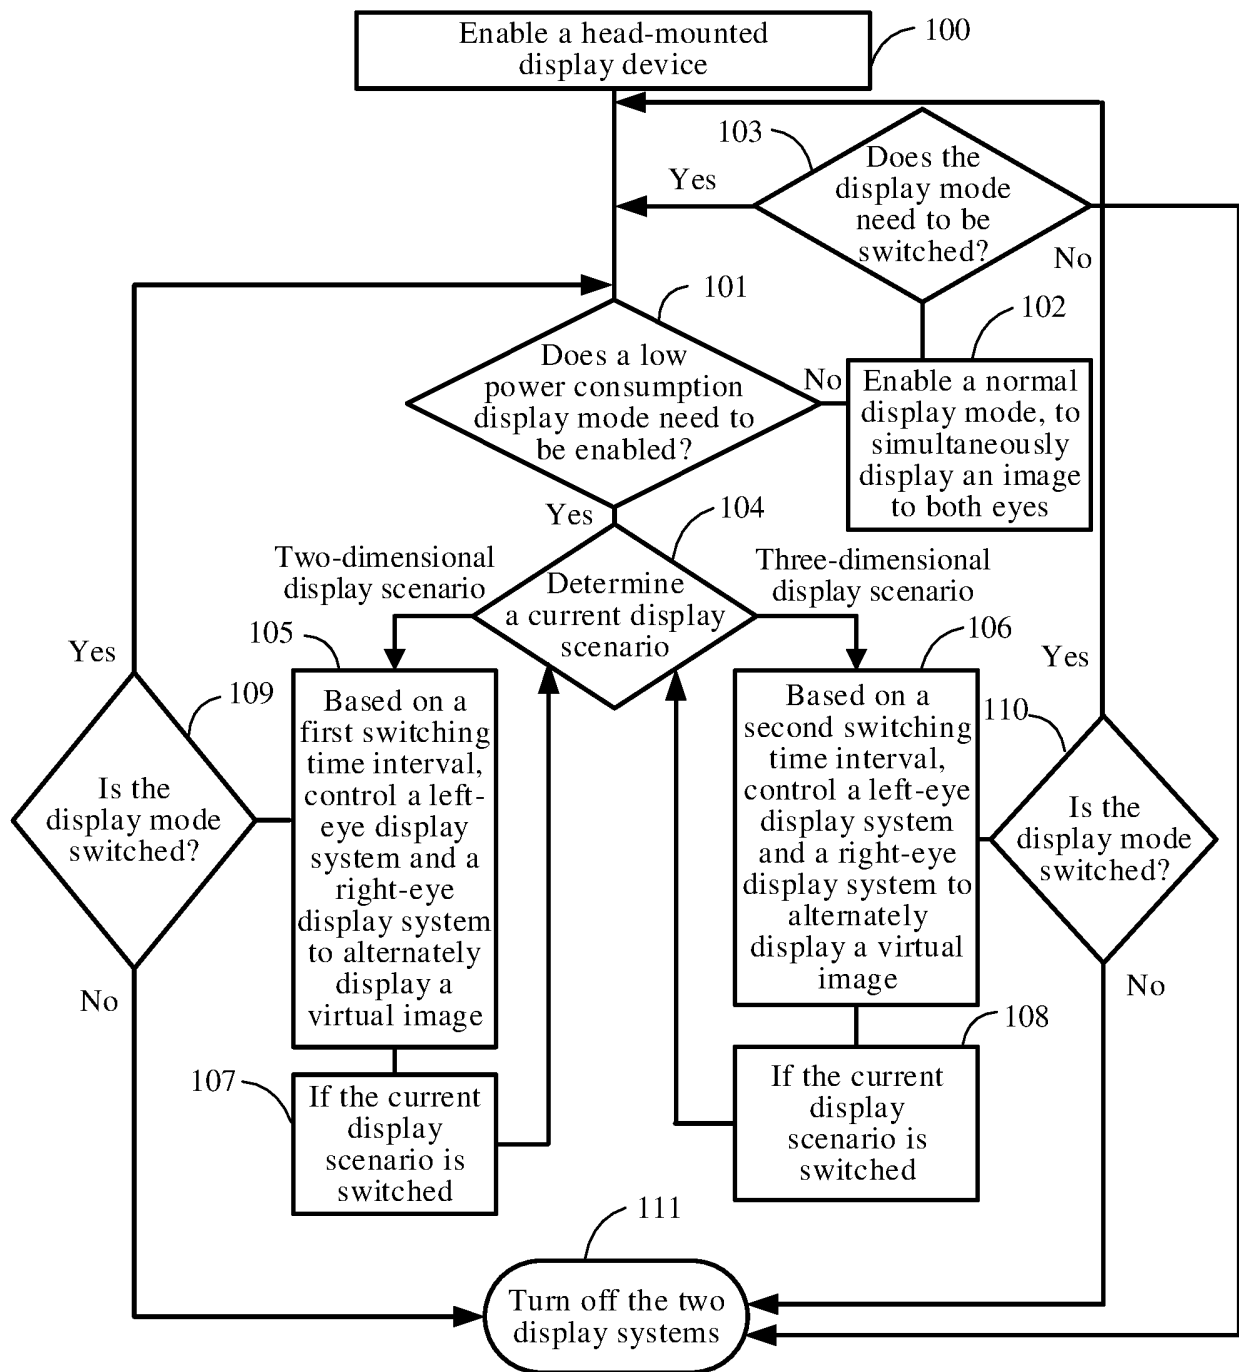 Enable a head-mounted
display device
100
103
Does the
display mode
need to be
switched?
Yes
No
101
Does a low
power consumption
display mode need to
be enabled?
No
Yes
102
Enable a normal
display mode, to
simultaneously
display an image
to both eyes
104
Determine
a current display
scenario
Two-dimensional
display scenario
Three-dimensional
display scenario
105
Based on a
first switching
time interval,
control a left-
eye display
system and a
right-eye
display system
to alternately
display a
virtual image
106
Based on a
second switching
time interval,
control a left-eye
display system
and a right-eye
display system to
alternately
display a virtual
image
Yes
109
Is the
display mode
switched?
No
Yes
110
Is the
display mode
switched?
No
107
If the current
display
scenario is
switched
108
If the current
display
scenario is
switched
111
Turn off the two
display systems